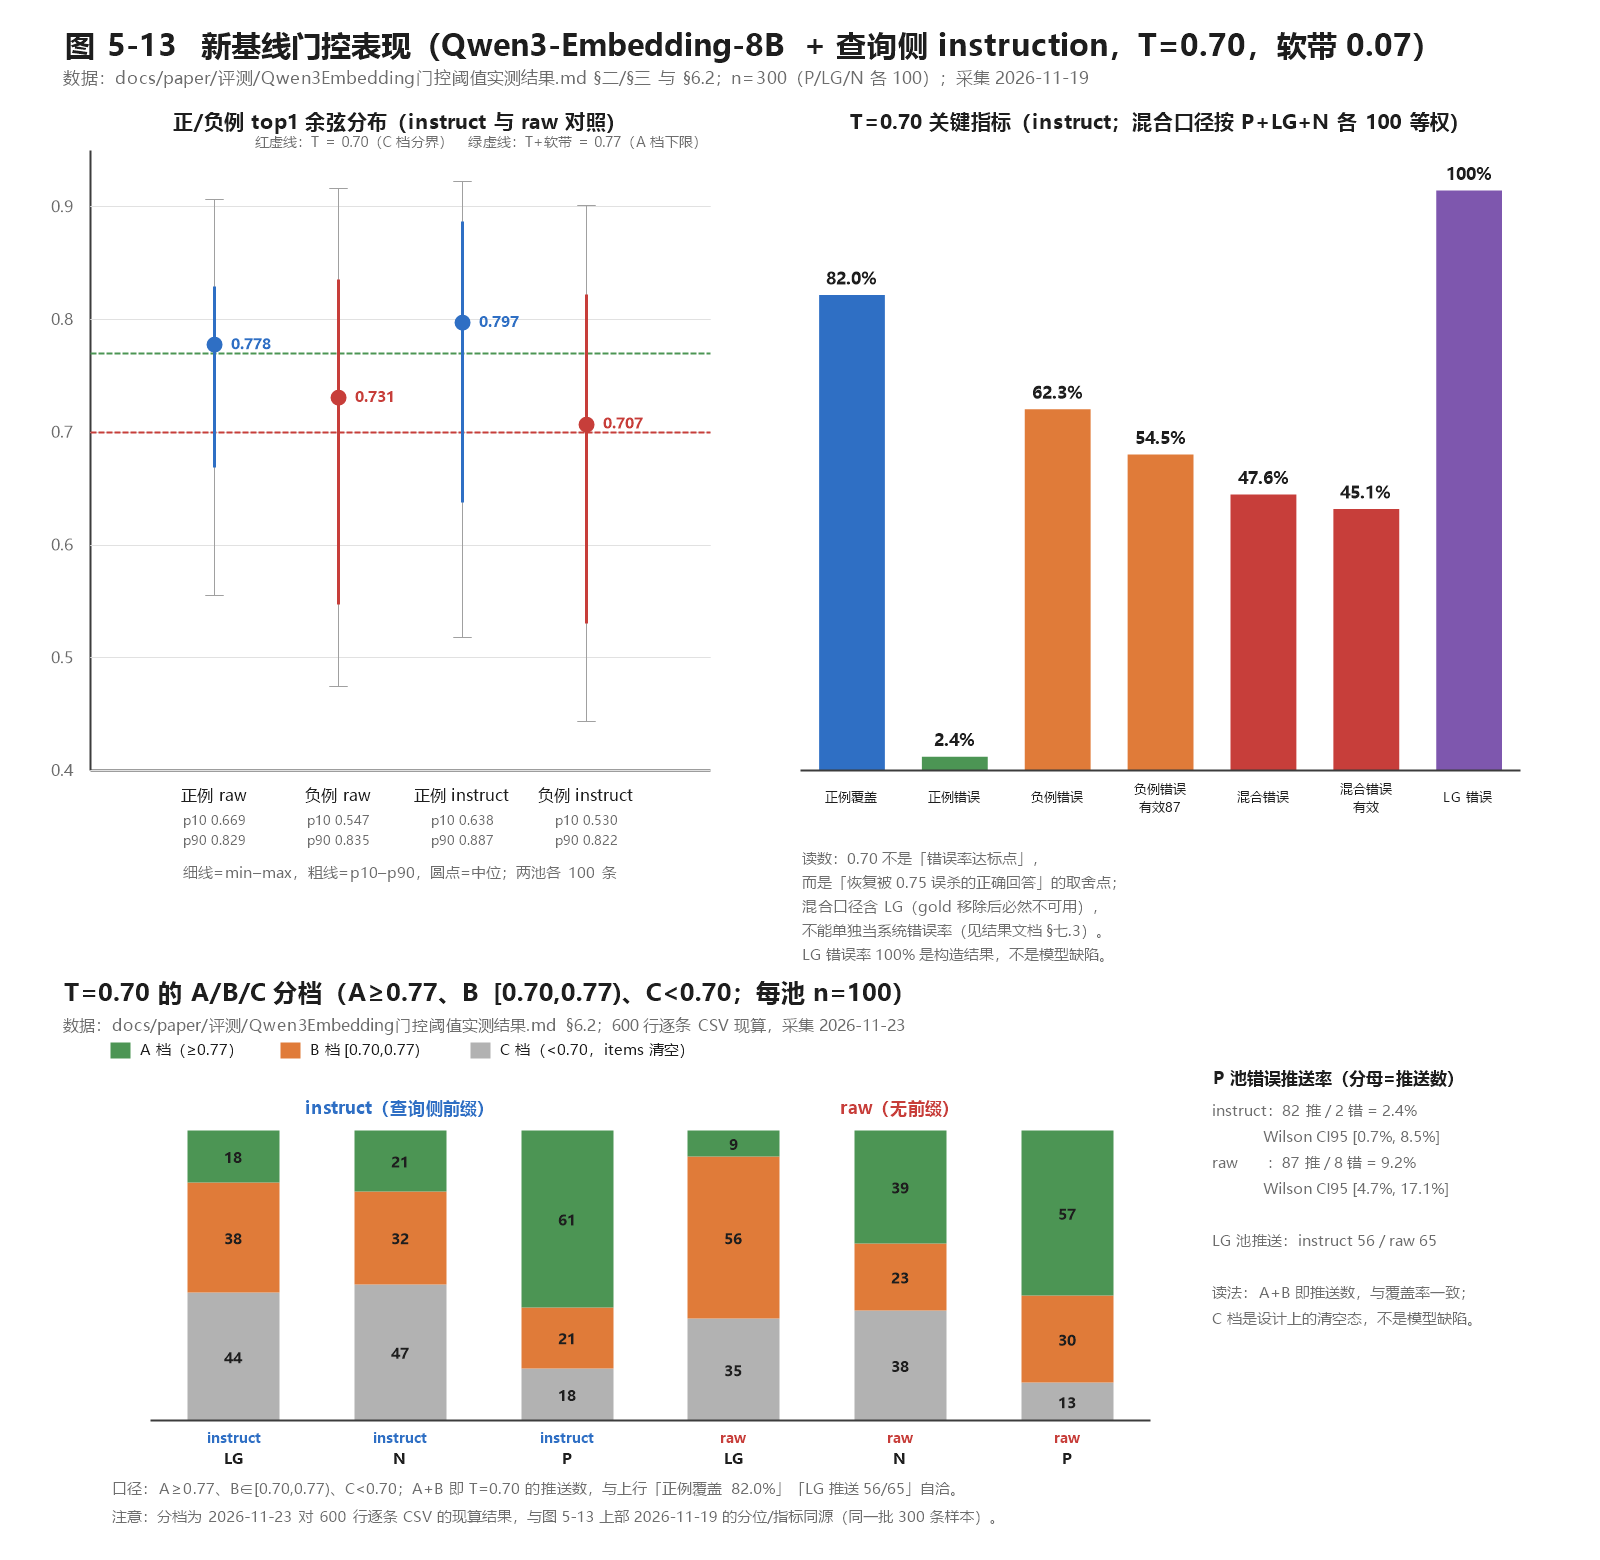 图 5-13 新基线门控表现（Qwen3-Embedding-8B + 查询侧 instruction，T=0.70，软带 0.07）
数据：docs/paper/评测/Qwen3Embedding门控阈值实测结果.md §二/§三 与 §6.2；n=300（P/LG/N 各 100）；采集 2026-11-19
正/负例 top1 余弦分布（instruct 与 raw 对照）
红虚线：T = 0.70（C 档分界） 绿虚线：T+软带 = 0.77（A 档下限）
0.9
0.8
0.7
0.6
0.5
0.4
0.778
0.731
0.797
0.707
正例 raw
p10 0.669
p90 0.829
负例 raw
p10 0.547
p90 0.835
正例 instruct
p10 0.638
p90 0.887
负例 instruct
p10 0.530
p90 0.822
细线=min–max，粗线=p10–p90，圆点=中位；两池各 100 条
T=0.70 关键指标（instruct；混合口径按 P+LG+N 各 100 等权）
82.0%
2.4%
62.3%
54.5%
47.6%
45.1%
100%
正例覆盖
正例错误
负例错误
负例错误
有效87
混合错误
混合错误
有效
LG 错误
读数：0.70 不是「错误率达标点」，
而是「恢复被 0.75 误杀的正确回答」的取舍点；
混合口径含 LG（gold 移除后必然不可用），
不能单独当系统错误率（见结果文档 §七.3）。
LG 错误率 100% 是构造结果，不是模型缺陷。
T=0.70 的 A/B/C 分档（A≥0.77、B [0.70,0.77)、C<0.70；每池 n=100）
数据：docs/paper/评测/Qwen3Embedding门控阈值实测结果.md §6.2；600 行逐条 CSV 现算，采集 2026-11-23
A 档（≥0.77）
B 档 [0.70,0.77)
C 档（<0.70，items 清空）
instruct（查询侧前缀）
raw（无前缀）
18
38
44
21
32
47
61
21
18
9
56
35
39
23
38
57
30
13
instruct
LG
instruct
N
instruct
P
raw
LG
raw
N
raw
P
P 池错误推送率（分母=推送数）
instruct：82 推 / 2 错 = 2.4%
Wilson CI95 [0.7%, 8.5%]
raw ：87 推 / 8 错 = 9.2%
Wilson CI95 [4.7%, 17.1%]
LG 池推送：instruct 56 / raw 65
读法：A+B 即推送数，与覆盖率一致；
C 档是设计上的清空态，不是模型缺陷。
口径：A≥0.77、B∈[0.70,0.77)、C<0.70；A+B 即 T=0.70 的推送数，与上行「正例覆盖 82.0%」「LG 推送 56/65」自洽。
注意：分档为 2026-11-23 对 600 行逐条 CSV 的现算结果，与图 5-13 上部 2026-11-19 的分位/指标同源（同一批 300 条样本）。